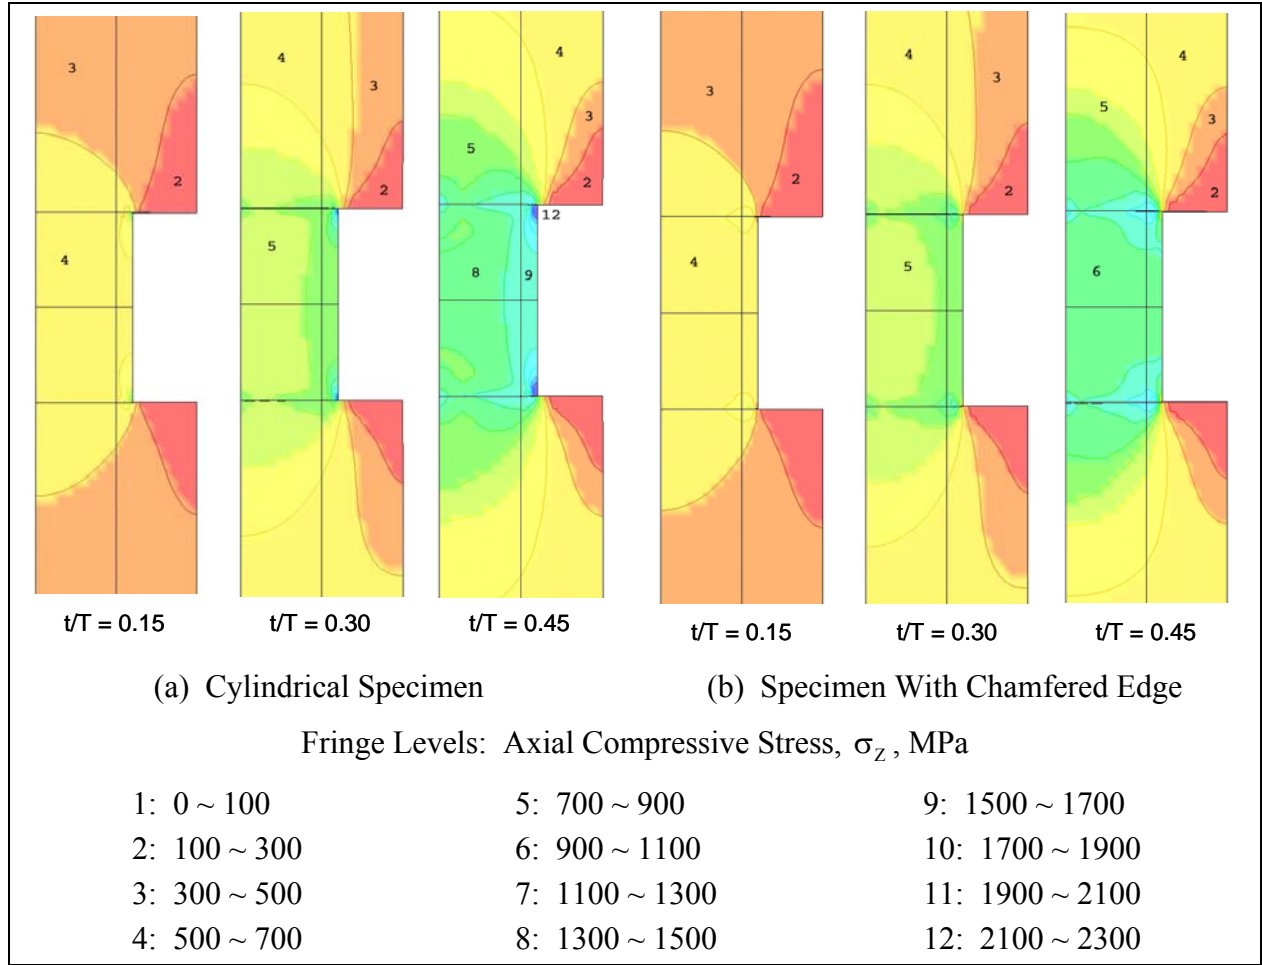 4 4 4 4
3 3 3
5 3 3 5 3
2 2 2 2 2 2
12
5 5
4 8 9 4 6
t/T = 0.15 t/T = 0.30 t/T = 0.45 t/T = 0.15 t/T = 0.30 t/T = 0.45
(a) Cylindrical Specimen (b) Specimen With Chamfered Edge
Fringe Levels: Axial Compressive Stress, σZ , MPa
1: 0 ~ 100 5: 700 ~ 900 9: 1500 ~ 1700
2: 100 ~ 300 6: 900 ~ 1100 10: 1700 ~ 1900
3: 300 ~ 500 7: 1100 ~ 1300 11: 1900 ~ 2100
4: 500 ~ 700 8: 1300 ~ 1500 12: 2100 ~ 2300